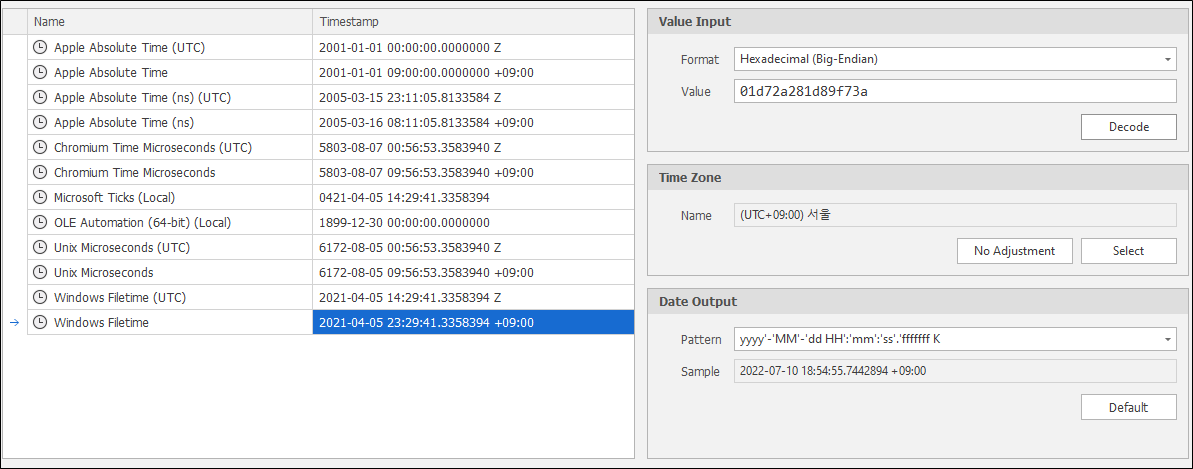 Name Timestamp
Apple Absolute Time (UTC) 2001-01-01 00:00:00.0000000 Z
Apple Absolute Time 2001-01-01 09:00:00.0000000 +09:00
Apple Absolute Time (ns) (UTC) 2005-03-15 23:11:05.8133584 Z
Apple Absolute Time (ns) 2005-03-16 08:11:05.8133584 +09:00
Chromium Time Microseconds (UTC) 5803-08-07 00:56:53.3583940 Z
Chromium Time Microseconds 5803-08-07 09:56:53.3583940 +09:00
Microsoft Ticks (Local) 0421-04-05 14:29:41.3358394
OLE Automation (64-bit) (Local) 1899-12-30 00:00:00.0000000
Unix Microseconds (UTC) 6172-08-05 00:56:53.3583940 Z
Unix Microseconds 6172-08-05 09:56:53.3583940 +09:00
Windows Filetime (UTC) 2021-04-05 14:29:41.3358394 Z
Windows Filetime 2021-04-05 23:29:41.3358394 +09:00
Value Input
Format Hexadecimal (Big-Endian)
Value 01d72a281d89f73a
Decode
Time Zone
Name (UTC+09:00) 서울
No Adjustment Select
Date Output
Pattern yyyy'-'MM'-'dd HH':'mm':'ss'.'fffffff K
Sample 2022-07-10 18:54:55.7442894 +09:00
Default